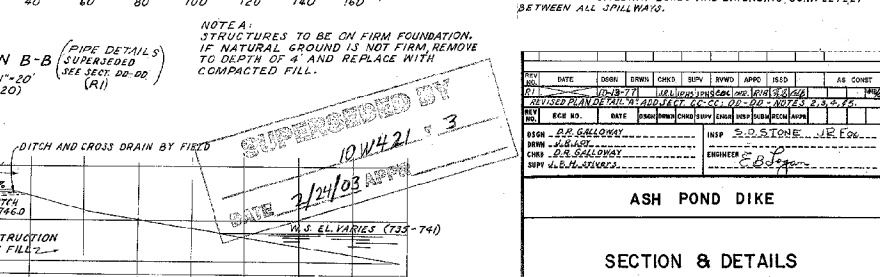 40 60 80 100 120 140 160
BETWEEN ALL SPILLWAYS.
NOTE A:
STRUCTURES TO BE ON FIRM FOUNDATION.
IF NATURAL GROUND IS NOT FIRM, REMOVE
TO DEPTH OF 4' AND REPLACE WITH
COMPACTED FILL.
N B-B (PIPE DETAILS
SUPERSEDED
SEE SECT. DD-DD)
(R1)
1"=20'
20)
SUPERSEDED BY
10W421 - 3
DATE 2/24/03 APPR
DITCH AND CROSS DRAIN BY FIELD
TCH
746.0
W. S. EL. VARIES (735-741)
TRUCTION
FILL
REV NO. DATE DSGN DRWN CHKD SUPV RVWD APPD ISSD AS CONST
R1 10-13-77
REVISED PLAN DETAIL "A": ADD SECT. CC-CC; DD-DD - NOTES 2,3,4,&5.
REV NO. ECN NO. DATE DSGN DRWN CHKD SUPV ENGR INSP SUBM RECM APPR
DSGN D.R. GALLOWAY INSP S.D. STONE
DRWN J.R. LOY
CHKD D.R. GALLOWAY ENGINEER E B Logan
SUPV J.B.H. Stivers
ASH POND DIKE
SECTION & DETAILS